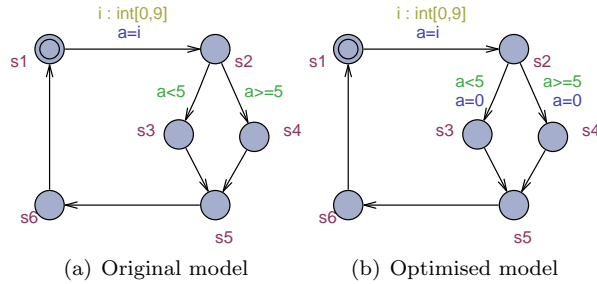 i : int[0,9]
a=i
s1
s2
a<5
a>=5
s3
s4
s6
s5
(a) Original model
i : int[0,9]
a=i
s1
s2
a<5
a=0
a>=5
a=0
s3
s4
s6
s5
(b) Optimised model